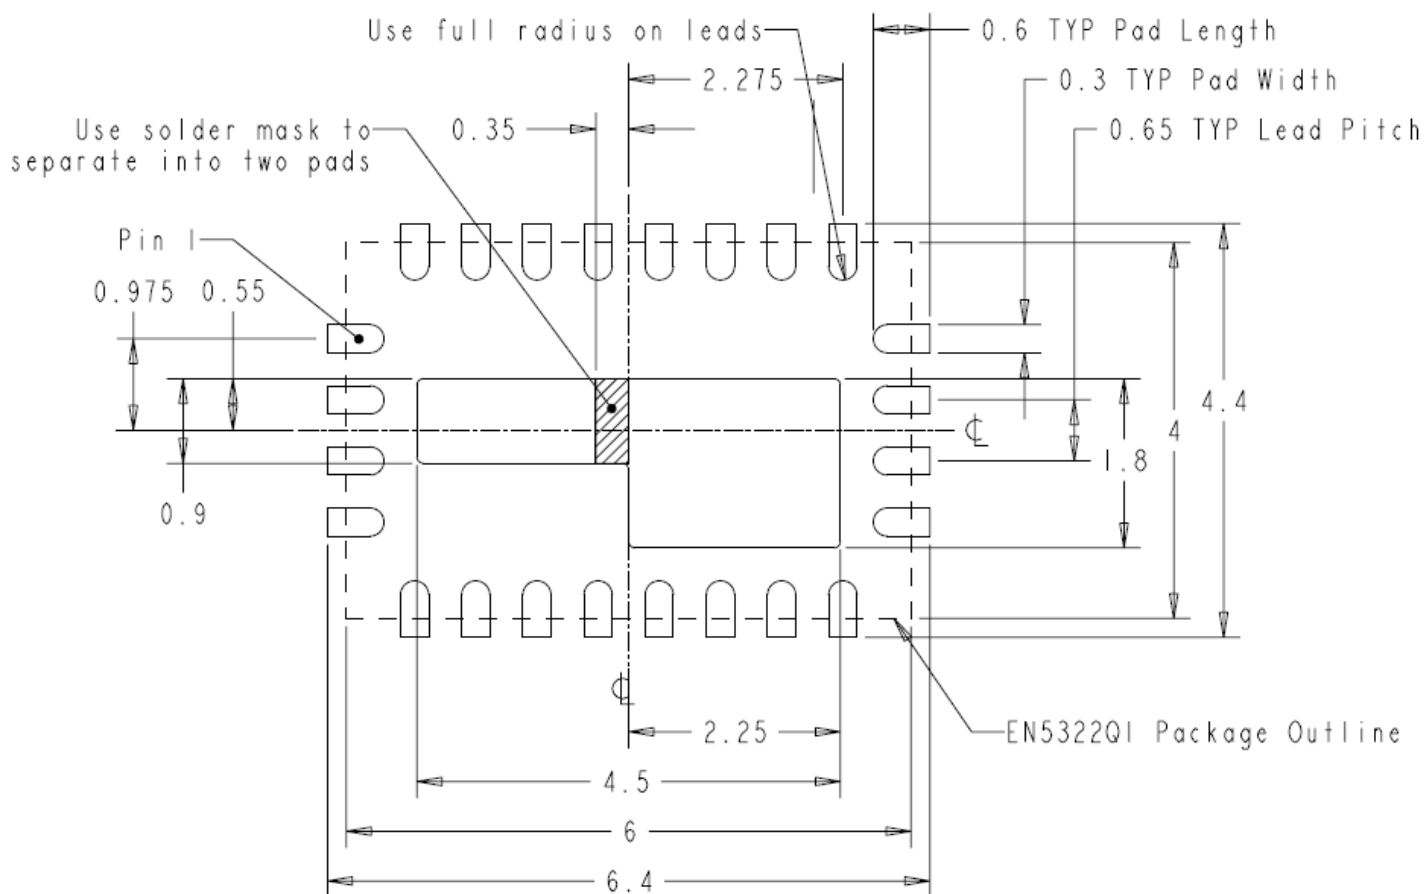 Use full radius on leads
0.6 TYP Pad Length
2.275
0.3 TYP Pad Width
Use solder mask to
separate into two pads
0.35
0.65 TYP Lead Pitch
Pin 1
0.975
0.55
4.4
4
1.8
0.9
2.25
EN5322QI Package Outline
4.5
6
6.4